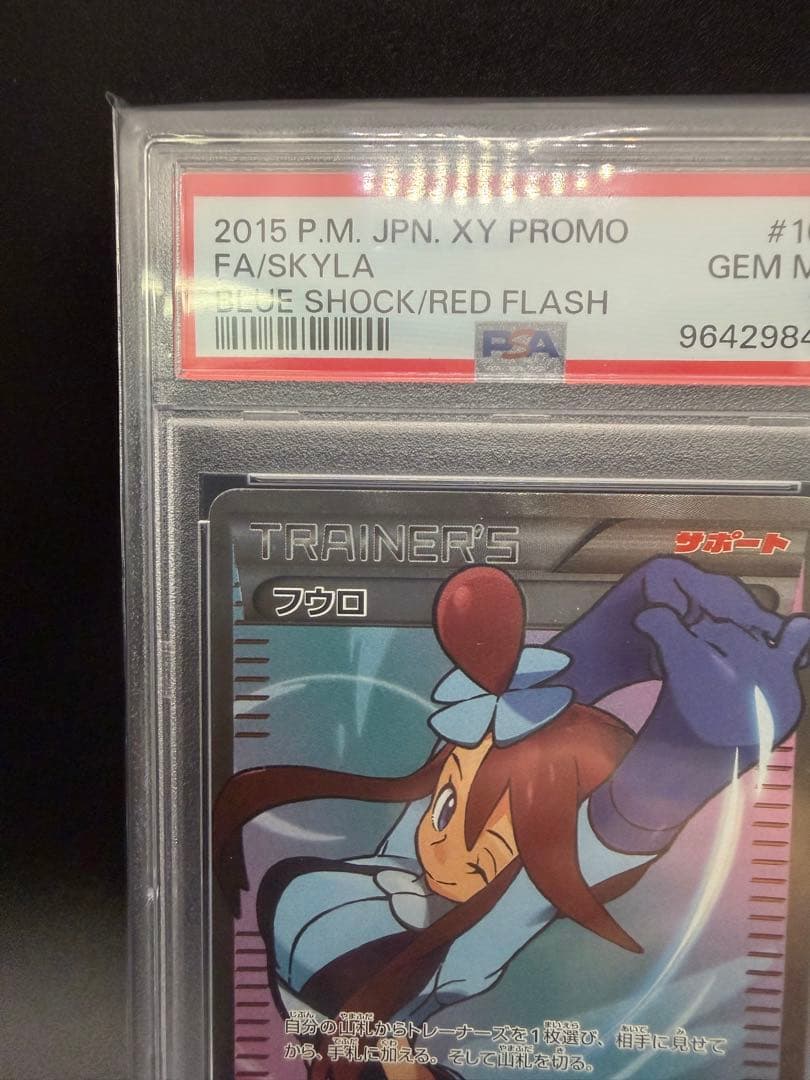 2015 P.M. JPN. XY PROMO
FA/SKYLA
GEM
BLUE SHOCK/RED FLASH
PSA
9642984
TRAINER'S
サポート
フウロ
自分の山札からトレーナーズを1枚選び、相手に見せて
から、手札に加える。そして山札を切る。